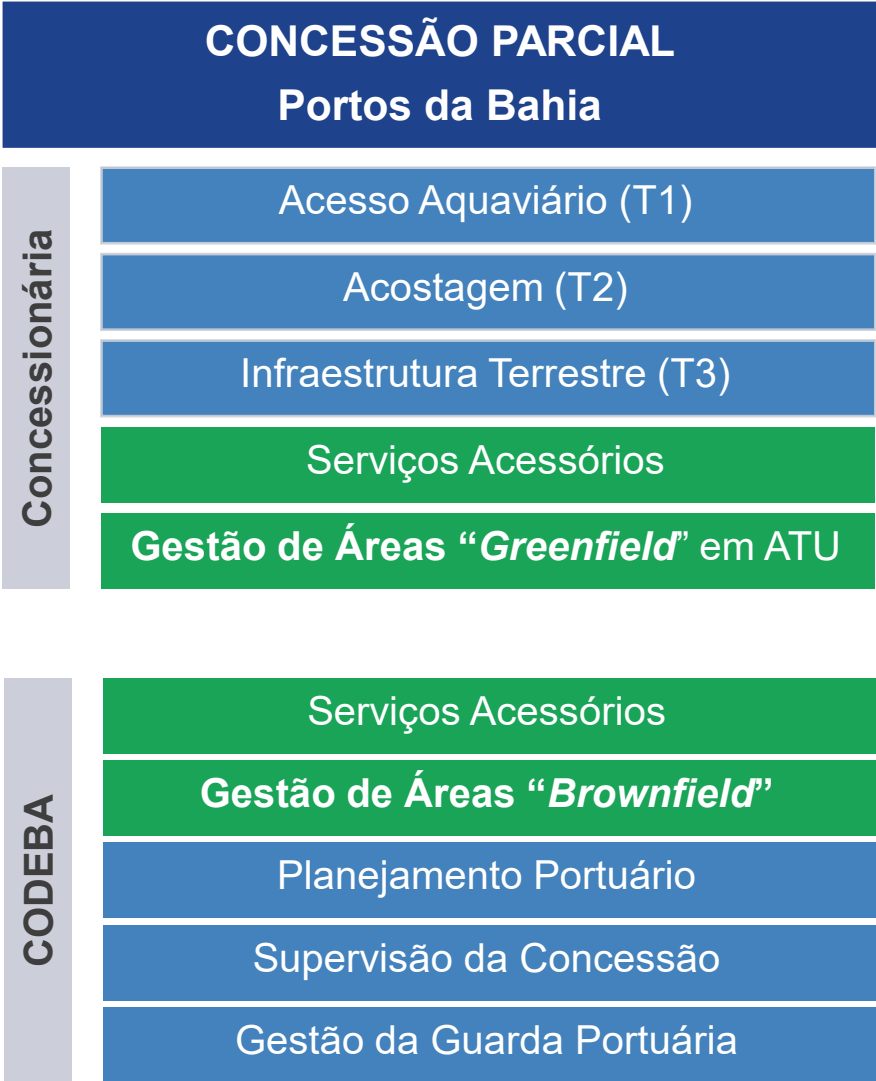 CONCESSÃO PARCIAL
Portos da Bahia
Concessionária
Acesso Aquaviário (T1)
Acostagem (T2)
Infraestrutura Terrestre (T3)
Serviços Acessórios
Gestão de Áreas “Greenfield” em ATU
CODEBA
Serviços Acessórios
Gestão de Áreas “Brownfield”
Planejamento Portuário
Supervisão da Concessão
Gestão da Guarda Portuária